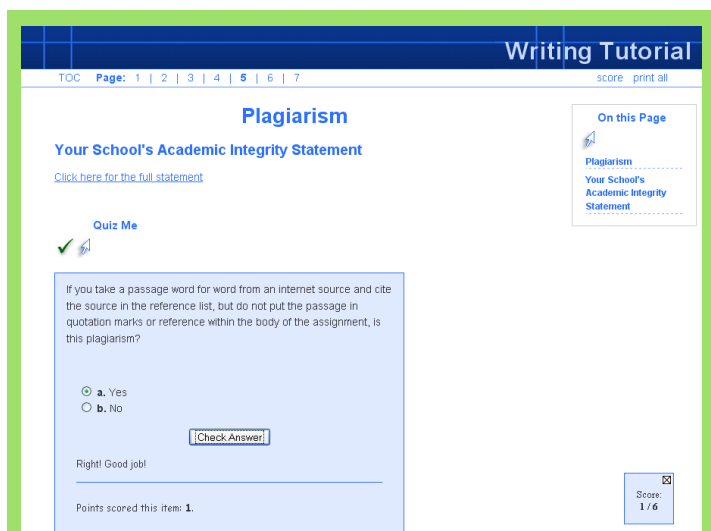 Writing Tutorial
TOC Page: 1 | 2 | 3 | 4 | 5 | 6 | 7
score print all
Plagiarism
Your School's Academic Integrity Statement
Click here for the full statement
On this Page
Plagiarism
Your School's
Academic Integrity
Statement
Quiz Me
If you take a passage word for word from an internet source and cite
the source in the reference list, but do not put the passage in
quotation marks or reference within the body of the assignment, is
this plagiarism?
a. Yes
b. No
Check Answer
Right! Good job!
Points scored this item: 1.
Score:
1 / 6